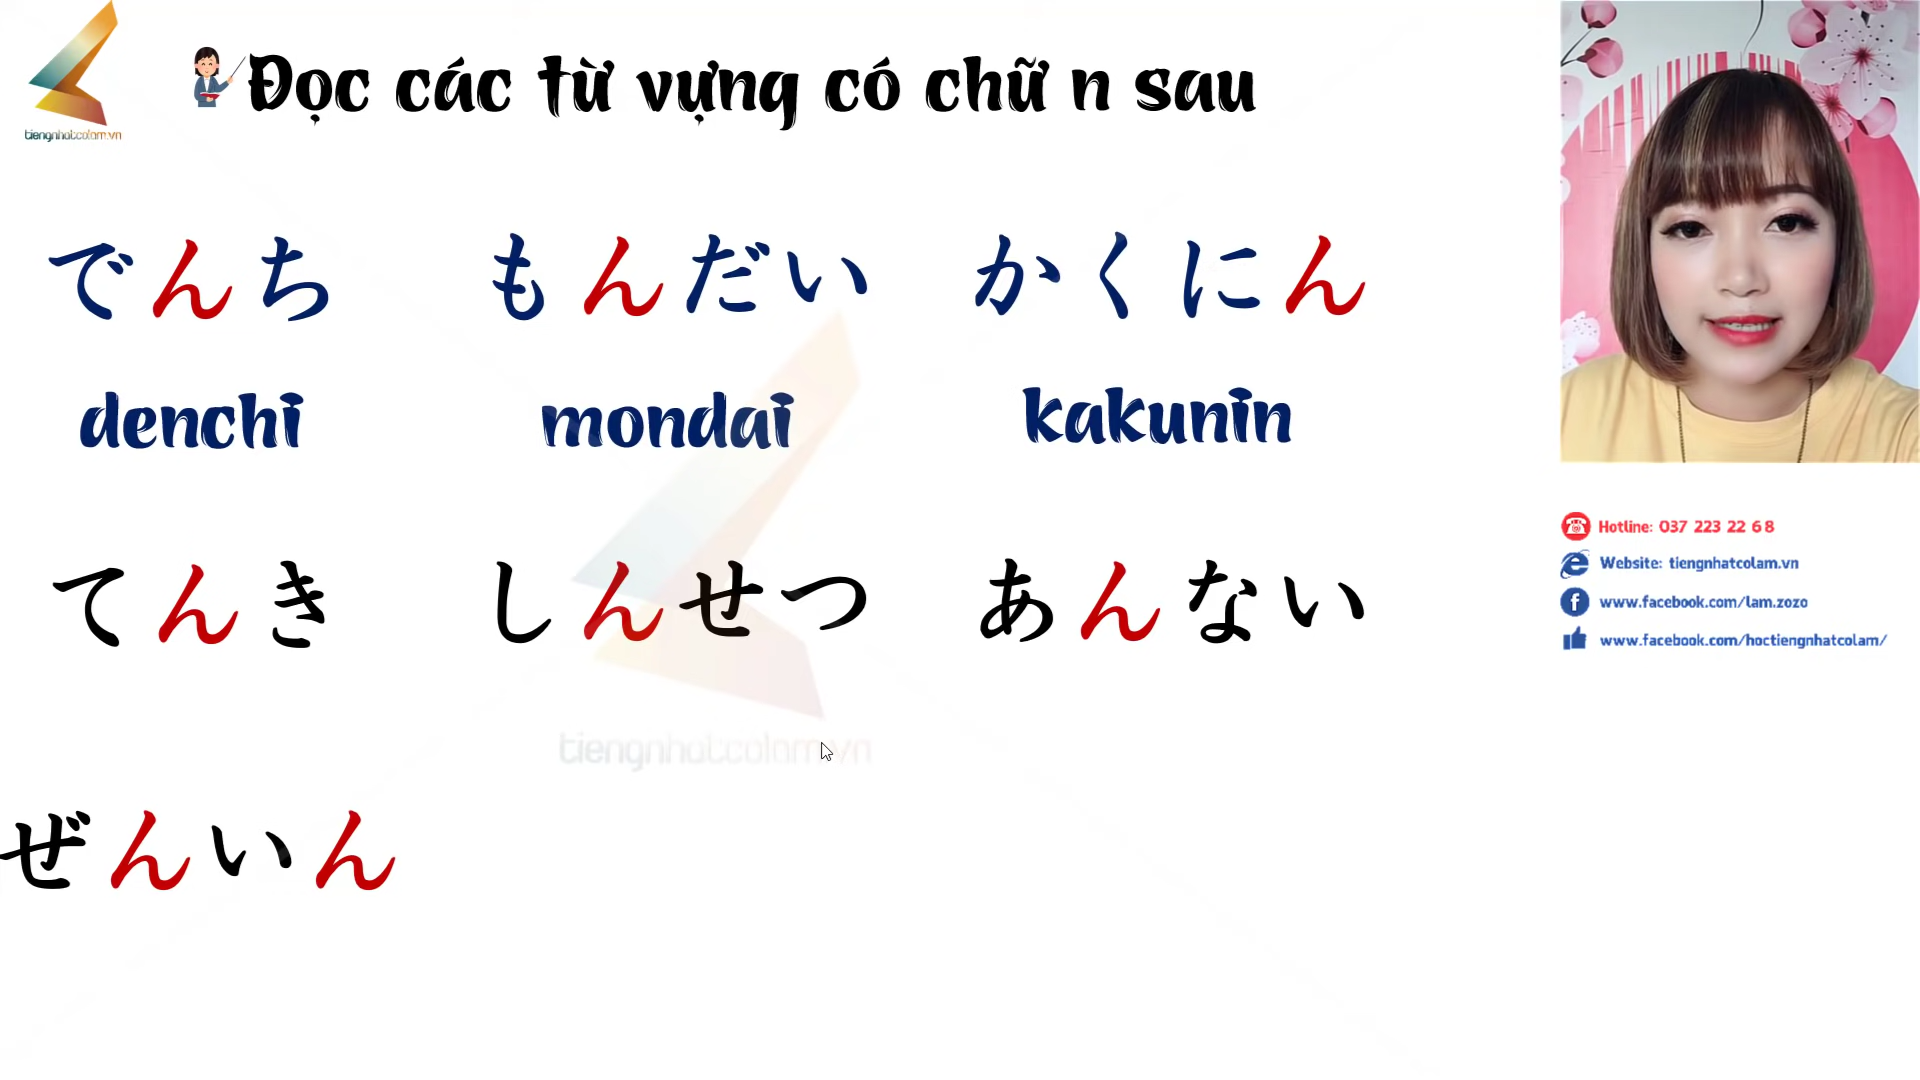 tiengnhatcolam.vn
Đọc các từ vựng có chữ n sau
でんち もんだい かくにん
denchi mondai kakunin
てんき しんせつ あんない
tiengnhatcolam.vn
ぜんいん
Hotline: 037 223 22 68
Website: tiengnhatcolam.vn
www.facebook.com/lam.zozo
www.facebook.com/hoctiengnhatcolam/